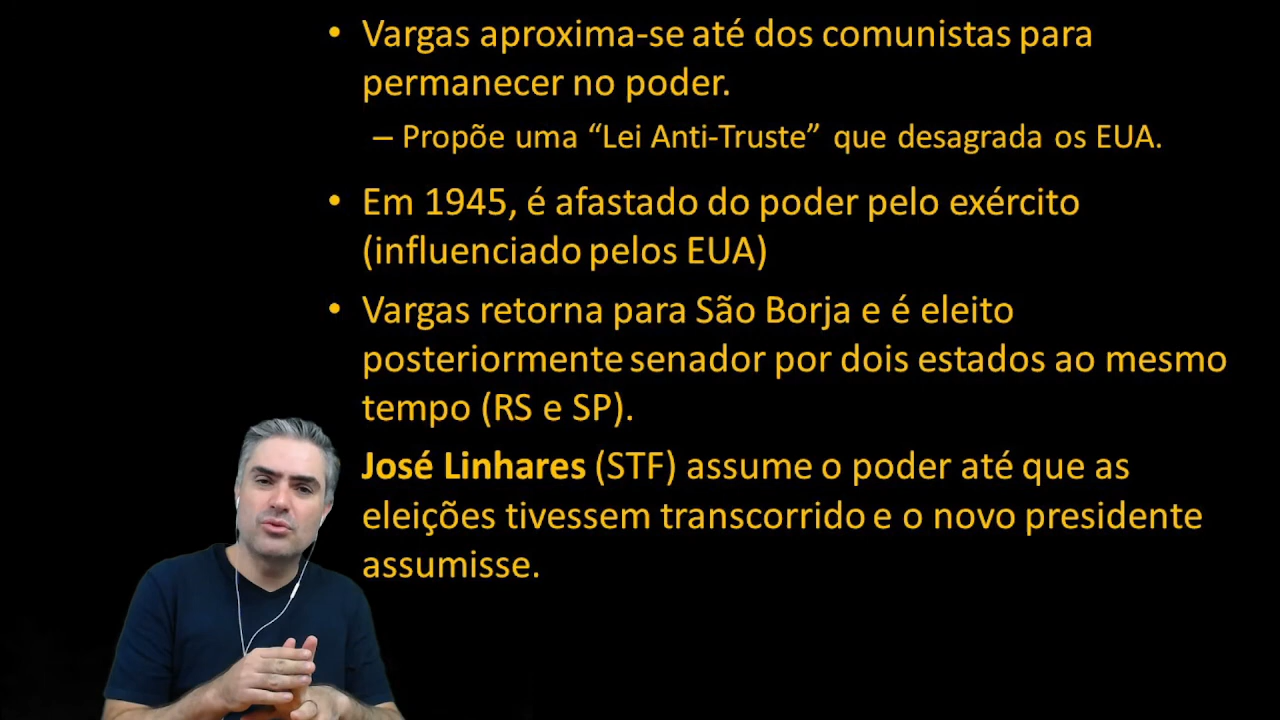 • Vargas aproxima-se até dos comunistas para
permanecer no poder.
– Propõe uma “Lei Anti-Truste” que desagrada os EUA.
• Em 1945, é afastado do poder pelo exército
(influenciado pelos EUA)
• Vargas retorna para São Borja e é eleito
posteriormente senador por dois estados ao mesmo
tempo (RS e SP).
José Linhares (STF) assume o poder até que as
eleições tivessem transcorrido e o novo presidente
assumisse.